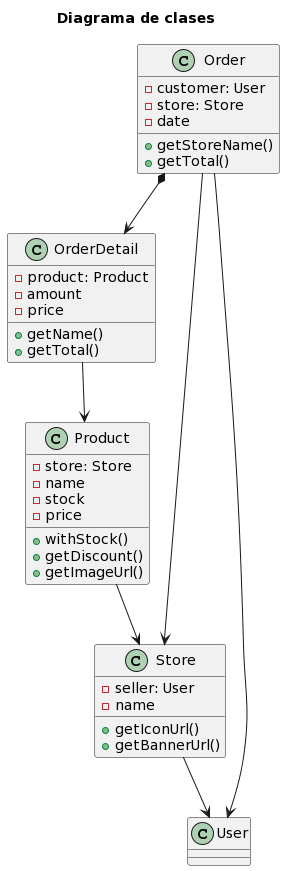 Diagrama de clases
C Order
customer: User
store: Store
date
getStoreName()
getTotal()
C OrderDetail
product: Product
amount
price
getName()
getTotal()
C Product
store: Store
name
stock
price
withStock()
getDiscount()
getImageUrl()
C Store
seller: User
name
getIconUrl()
getBannerUrl()
C User